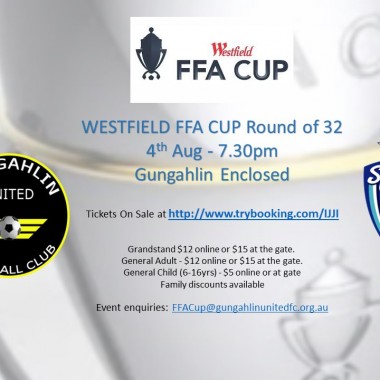 Westfield
FFA CUP
WESTFIELD FFA CUP Round of 32
4th Aug - 7.30pm
Gungahlin Enclosed
UNITED
Tickets On Sale at http://www.trybooking.com/IJJI
Grandstand $12 online or $15 at the gate.
General Adult - $12 online or $15 at the gate.
General Child (6-16yrs) - $5 online or at gate
Family discounts available
Event enquiries: FFACup@gungahlinunitedfc.org.au